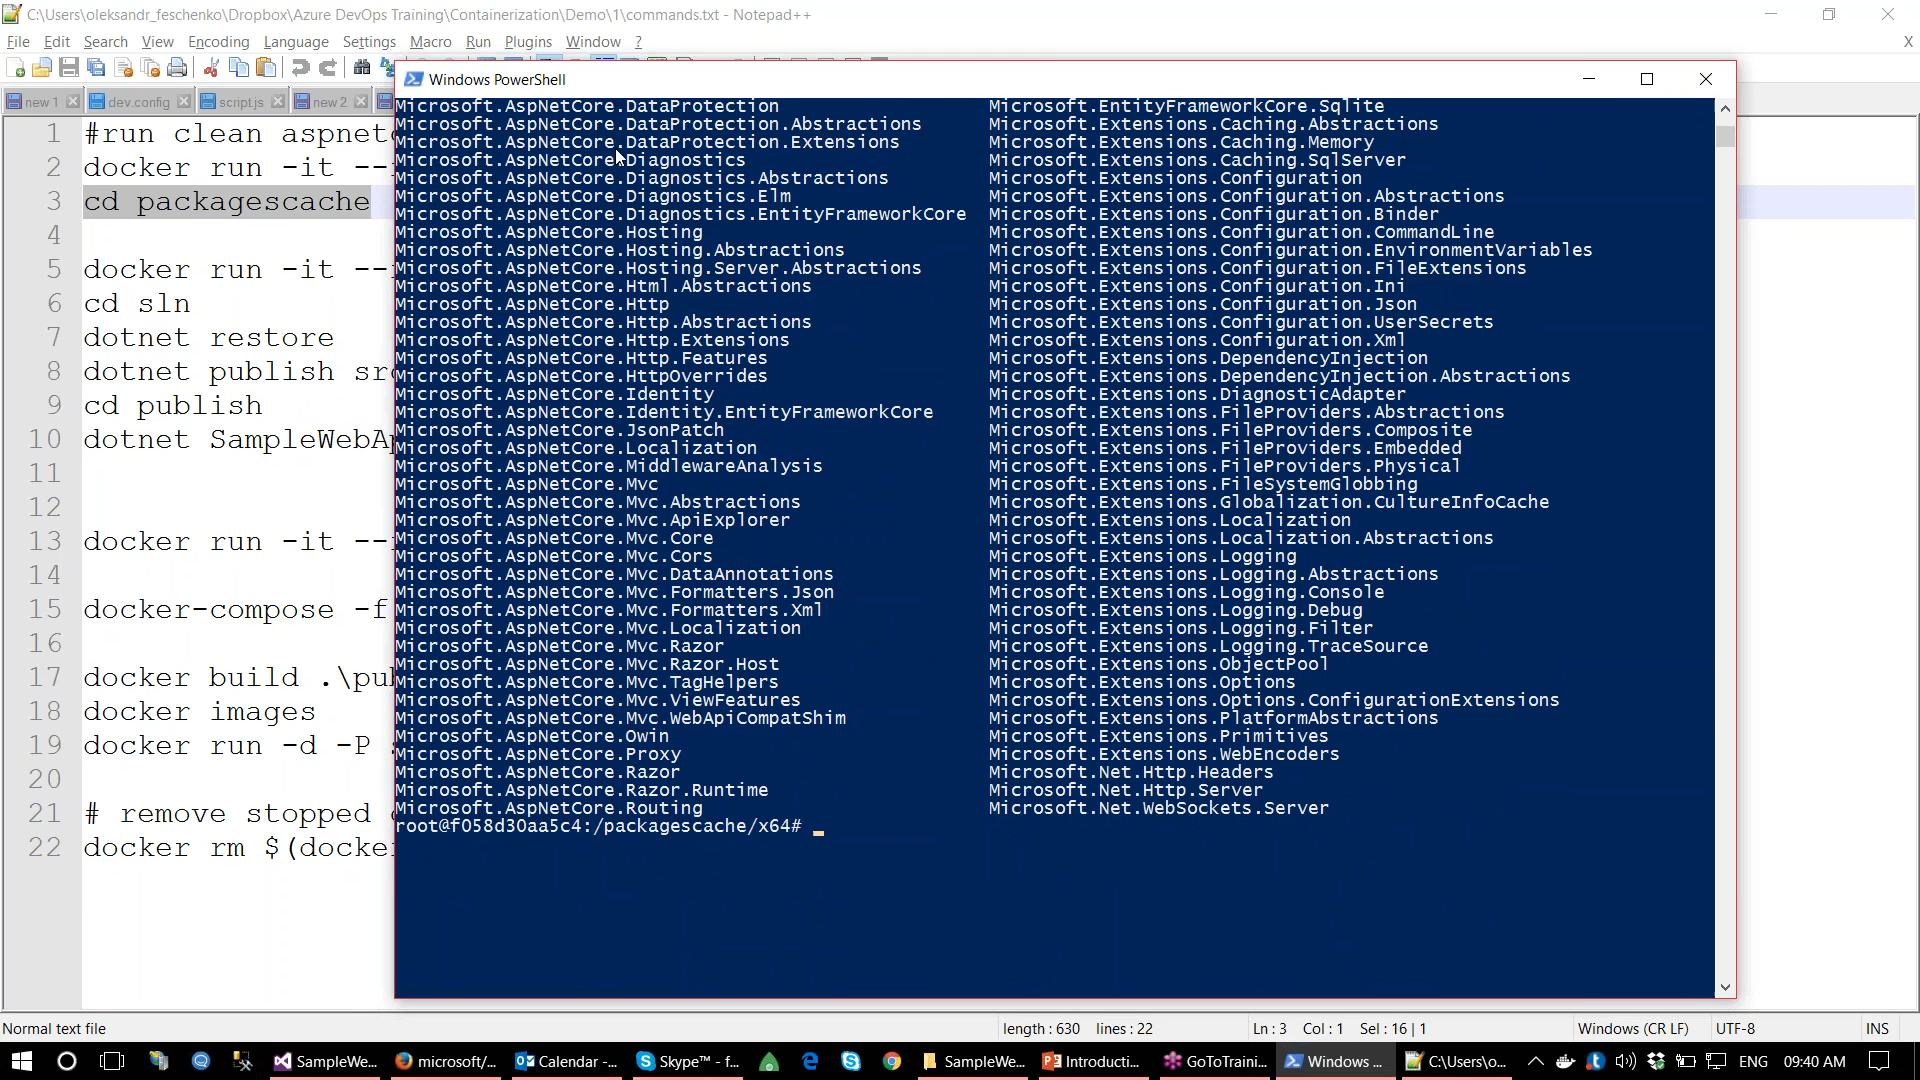 C:\Users\oleksandr_feschenko\Dropbox\Azure DevOps Training\Containerization\Demo\1\commands.txt - Notepad++
File Edit Search View Encoding Language Settings Macro Run Plugins Window ?
X
new 1 dev.config script.js new 2
1 #run clean aspnetc
2 docker run -it --
3 cd packagescache
4
5 docker run -it --
6 cd sln
7 dotnet restore
8 dotnet publish src
9 cd publish
10 dotnet SampleWebAp
11
12
13 docker run -it --
14
15 docker-compose -f
16
17 docker build .\pub
18 docker images
19 docker run -d -P
20
21 # remove stopped
22 docker rm $(docker
Windows PowerShell
Microsoft.AspNetCore.DataProtection Microsoft.EntityFrameworkCore.Sqlite
Microsoft.AspNetCore.DataProtection.Abstractions Microsoft.Extensions.Caching.Abstractions
Microsoft.AspNetCore.DataProtection.Extensions Microsoft.Extensions.Caching.Memory
Microsoft.AspNetCore.Diagnostics Microsoft.Extensions.Caching.SqlServer
Microsoft.AspNetCore.Diagnostics.Abstractions Microsoft.Extensions.Configuration
Microsoft.AspNetCore.Diagnostics.Elm Microsoft.Extensions.Configuration.Abstractions
Microsoft.AspNetCore.Diagnostics.EntityFrameworkCore Microsoft.Extensions.Configuration.Binder
Microsoft.AspNetCore.Hosting Microsoft.Extensions.Configuration.CommandLine
Microsoft.AspNetCore.Hosting.Abstractions Microsoft.Extensions.Configuration.EnvironmentVariables
Microsoft.AspNetCore.Hosting.Server.Abstractions Microsoft.Extensions.Configuration.FileExtensions
Microsoft.AspNetCore.Html.Abstractions Microsoft.Extensions.Configuration.Ini
Microsoft.AspNetCore.Http Microsoft.Extensions.Configuration.Json
Microsoft.AspNetCore.Http.Abstractions Microsoft.Extensions.Configuration.UserSecrets
Microsoft.AspNetCore.Http.Extensions Microsoft.Extensions.Configuration.Xml
Microsoft.AspNetCore.Http.Features Microsoft.Extensions.DependencyInjection
Microsoft.AspNetCore.HttpOverrides Microsoft.Extensions.DependencyInjection.Abstractions
Microsoft.AspNetCore.Identity Microsoft.Extensions.DiagnosticAdapter
Microsoft.AspNetCore.Identity.EntityFrameworkCore Microsoft.Extensions.FileProviders.Abstractions
Microsoft.AspNetCore.JsonPatch Microsoft.Extensions.FileProviders.Composite
Microsoft.AspNetCore.Localization Microsoft.Extensions.FileProviders.Embedded
Microsoft.AspNetCore.MiddlewareAnalysis Microsoft.Extensions.FileProviders.Physical
Microsoft.AspNetCore.Mvc Microsoft.Extensions.FileSystemGlobbing
Microsoft.AspNetCore.Mvc.Abstractions Microsoft.Extensions.Globalization.CultureInfoCache
Microsoft.AspNetCore.Mvc.ApiExplorer Microsoft.Extensions.Localization
Microsoft.AspNetCore.Mvc.Core Microsoft.Extensions.Localization.Abstractions
Microsoft.AspNetCore.Mvc.Cors Microsoft.Extensions.Logging
Microsoft.AspNetCore.Mvc.DataAnnotations Microsoft.Extensions.Logging.Abstractions
Microsoft.AspNetCore.Mvc.Formatters.Json Microsoft.Extensions.Logging.Console
Microsoft.AspNetCore.Mvc.Formatters.Xml Microsoft.Extensions.Logging.Debug
Microsoft.AspNetCore.Mvc.Localization Microsoft.Extensions.Logging.Filter
Microsoft.AspNetCore.Mvc.Razor Microsoft.Extensions.Logging.TraceSource
Microsoft.AspNetCore.Mvc.Razor.Host Microsoft.Extensions.ObjectPool
Microsoft.AspNetCore.Mvc.TagHelpers Microsoft.Extensions.Options
Microsoft.AspNetCore.Mvc.ViewFeatures Microsoft.Extensions.Options.ConfigurationExtensions
Microsoft.AspNetCore.Mvc.WebApiCompatShim Microsoft.Extensions.PlatformAbstractions
Microsoft.AspNetCore.Owin Microsoft.Extensions.Primitives
Microsoft.AspNetCore.Proxy Microsoft.Extensions.WebEncoders
Microsoft.AspNetCore.Razor Microsoft.Net.Http.Headers
Microsoft.AspNetCore.Razor.Runtime Microsoft.Net.Http.Server
Microsoft.AspNetCore.Routing Microsoft.Net.WebSockets.Server
root@f058d30aa5c4:/packagescache/x64#
Normal text file length : 630 lines : 22 Ln : 3 Col : 1 Sel : 16 | 1 Windows (CR LF) UTF-8 INS
SampleWe... microsoft/... Calendar -... Skype™ - f... SampleWe... Introducti... GoToTraini... Windows ... C:\Users\o... ENG 09:40 AM